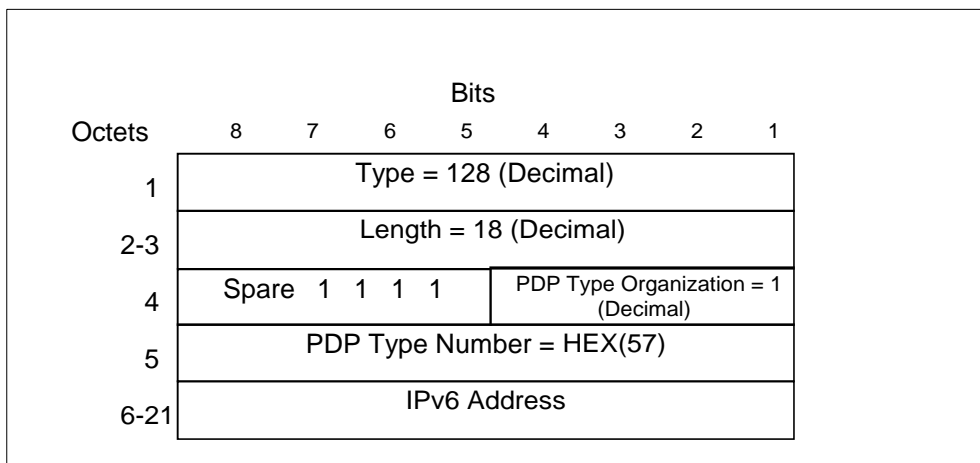 Bits
Octets 8 7 6 5 4 3 2 1
1 Type = 128 (Decimal)
2-3 Length = 18 (Decimal)
4 Spare 1 1 1 1 PDP Type Organization = 1
(Decimal)
5 PDP Type Number = HEX(57)
6-21 IPv6 Address